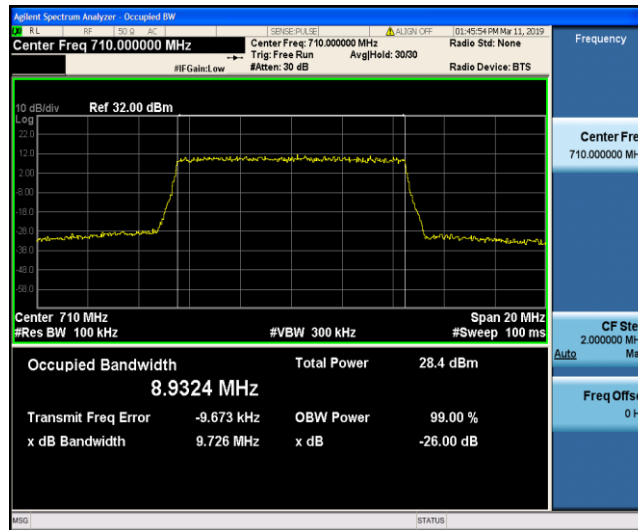 Agilent Spectrum Analyzer - Occupied BW
RL RF 50 Ω AC SENSE:PULSE ALIGN OFF 01:45:54 PM Mar 11, 2019
Center Freq 710.000000 MHz
Center Freq: 710.000000 MHz
Radio Std: None
Trig: Free Run Avg|Hold: 30/30
#IFGain:Low #Atten: 30 dB Radio Device: BTS
10 dB/div Ref 32.00 dBm
Log
22.0
12.0
2.00
-8.00
-18.0
-28.0
-38.0
-48.0
-58.0
Center 710 MHz Span 20 MHz
#Res BW 100 kHz #VBW 300 kHz #Sweep 100 ms
Occupied Bandwidth Total Power 28.4 dBm
8.9324 MHz
Transmit Freq Error -9.673 kHz OBW Power 99.00 %
x dB Bandwidth 9.726 MHz x dB -26.00 dB
MSG STATUS
Frequency
Center Fre
710.000000 MH
CF Ste
2.000000 MH
Auto Ma
Freq Offse
0 H